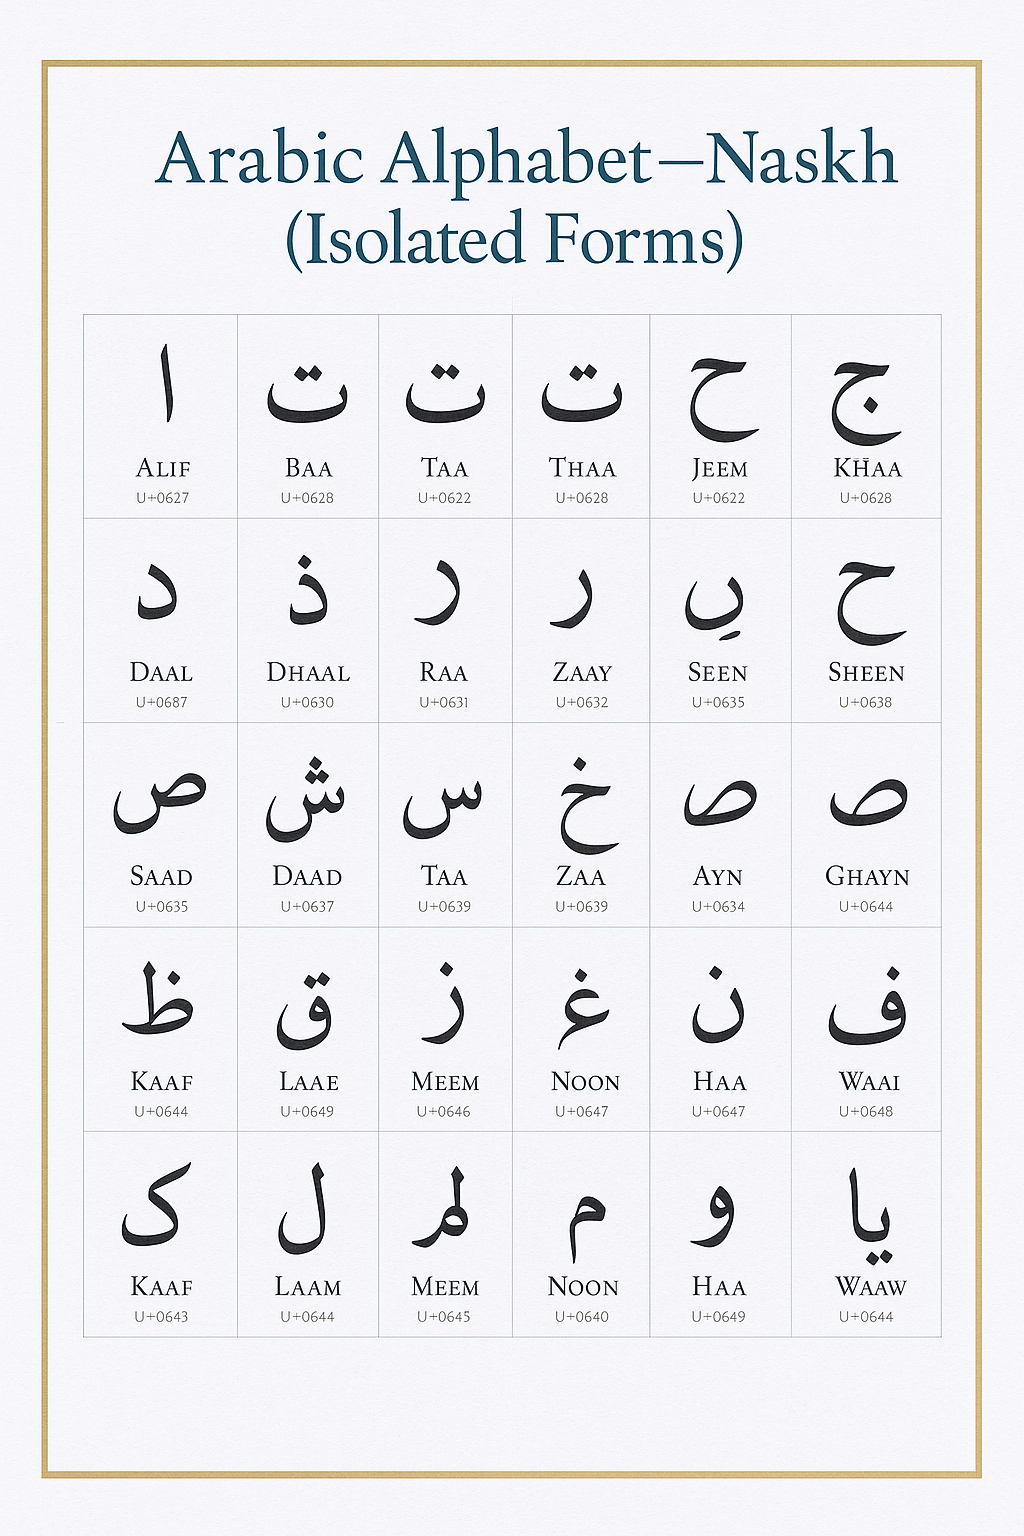 Arabic Alphabet—Naskh
(Isolated Forms)
ا ت ت ت ح ج
ALIF BAA TAA THAA JEEM KHAA
U+0627 U+0628 U+0622 U+0628 U+0622 U+0628
د ذ ر ر ح
DAAL DHAAL RAA ZAAY SEEN SHEEN
U+0687 U+0630 U+0631 U+0632 U+0635 U+0638
ص ش س خ
SAAD DAAD TAA ZAA AYN GHAYN
U+0635 U+0637 U+0639 U+0639 U+0634 U+0644
ظ ق ز غ ن ف
KAAF LAAE MEEM NOON HAA WAAI
U+0644 U+0649 U+0646 U+0647 U+0647 U+0648
ک ل لم م و يا
KAAF LAAM MEEM NOON HAA WAAW
U+0643 U+0644 U+0645 U+0640 U+0649 U+0644